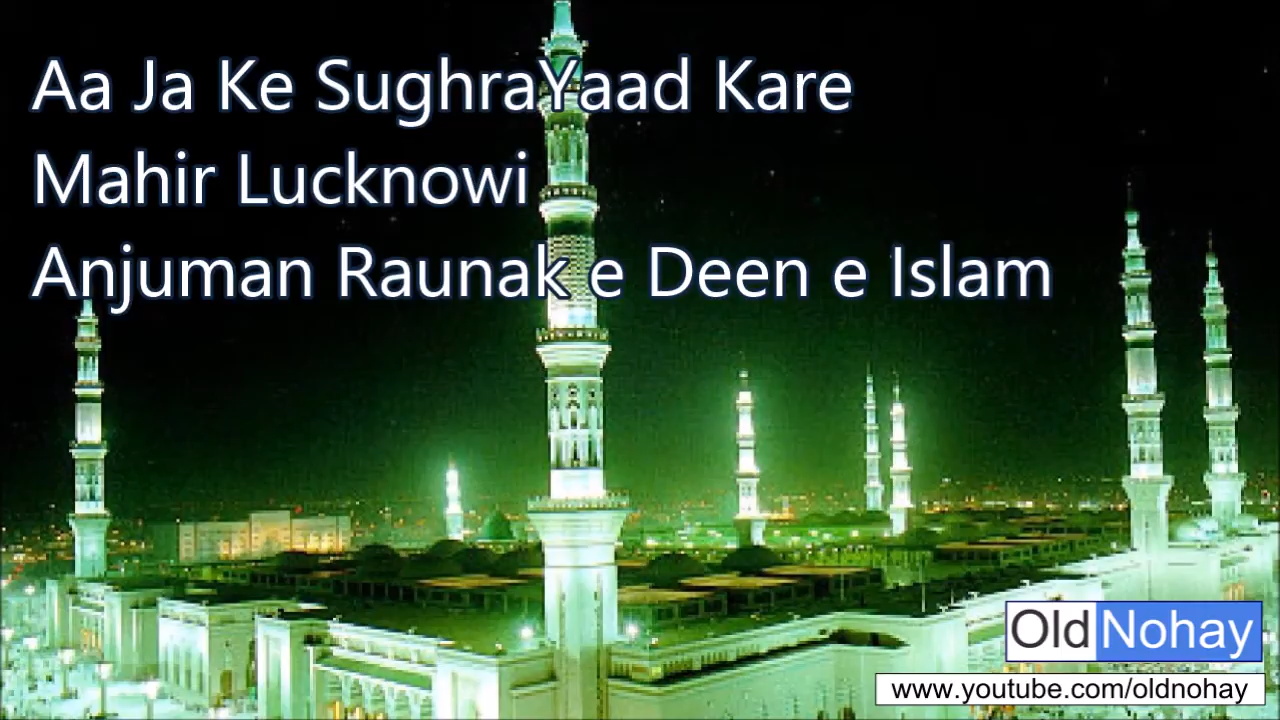 Aa Ja Ke SughraYaad Kare
Mahir Lucknowi
Anjuman Raunak e Deen e Islam
OldNohay
www.youtube.com/oldnohay